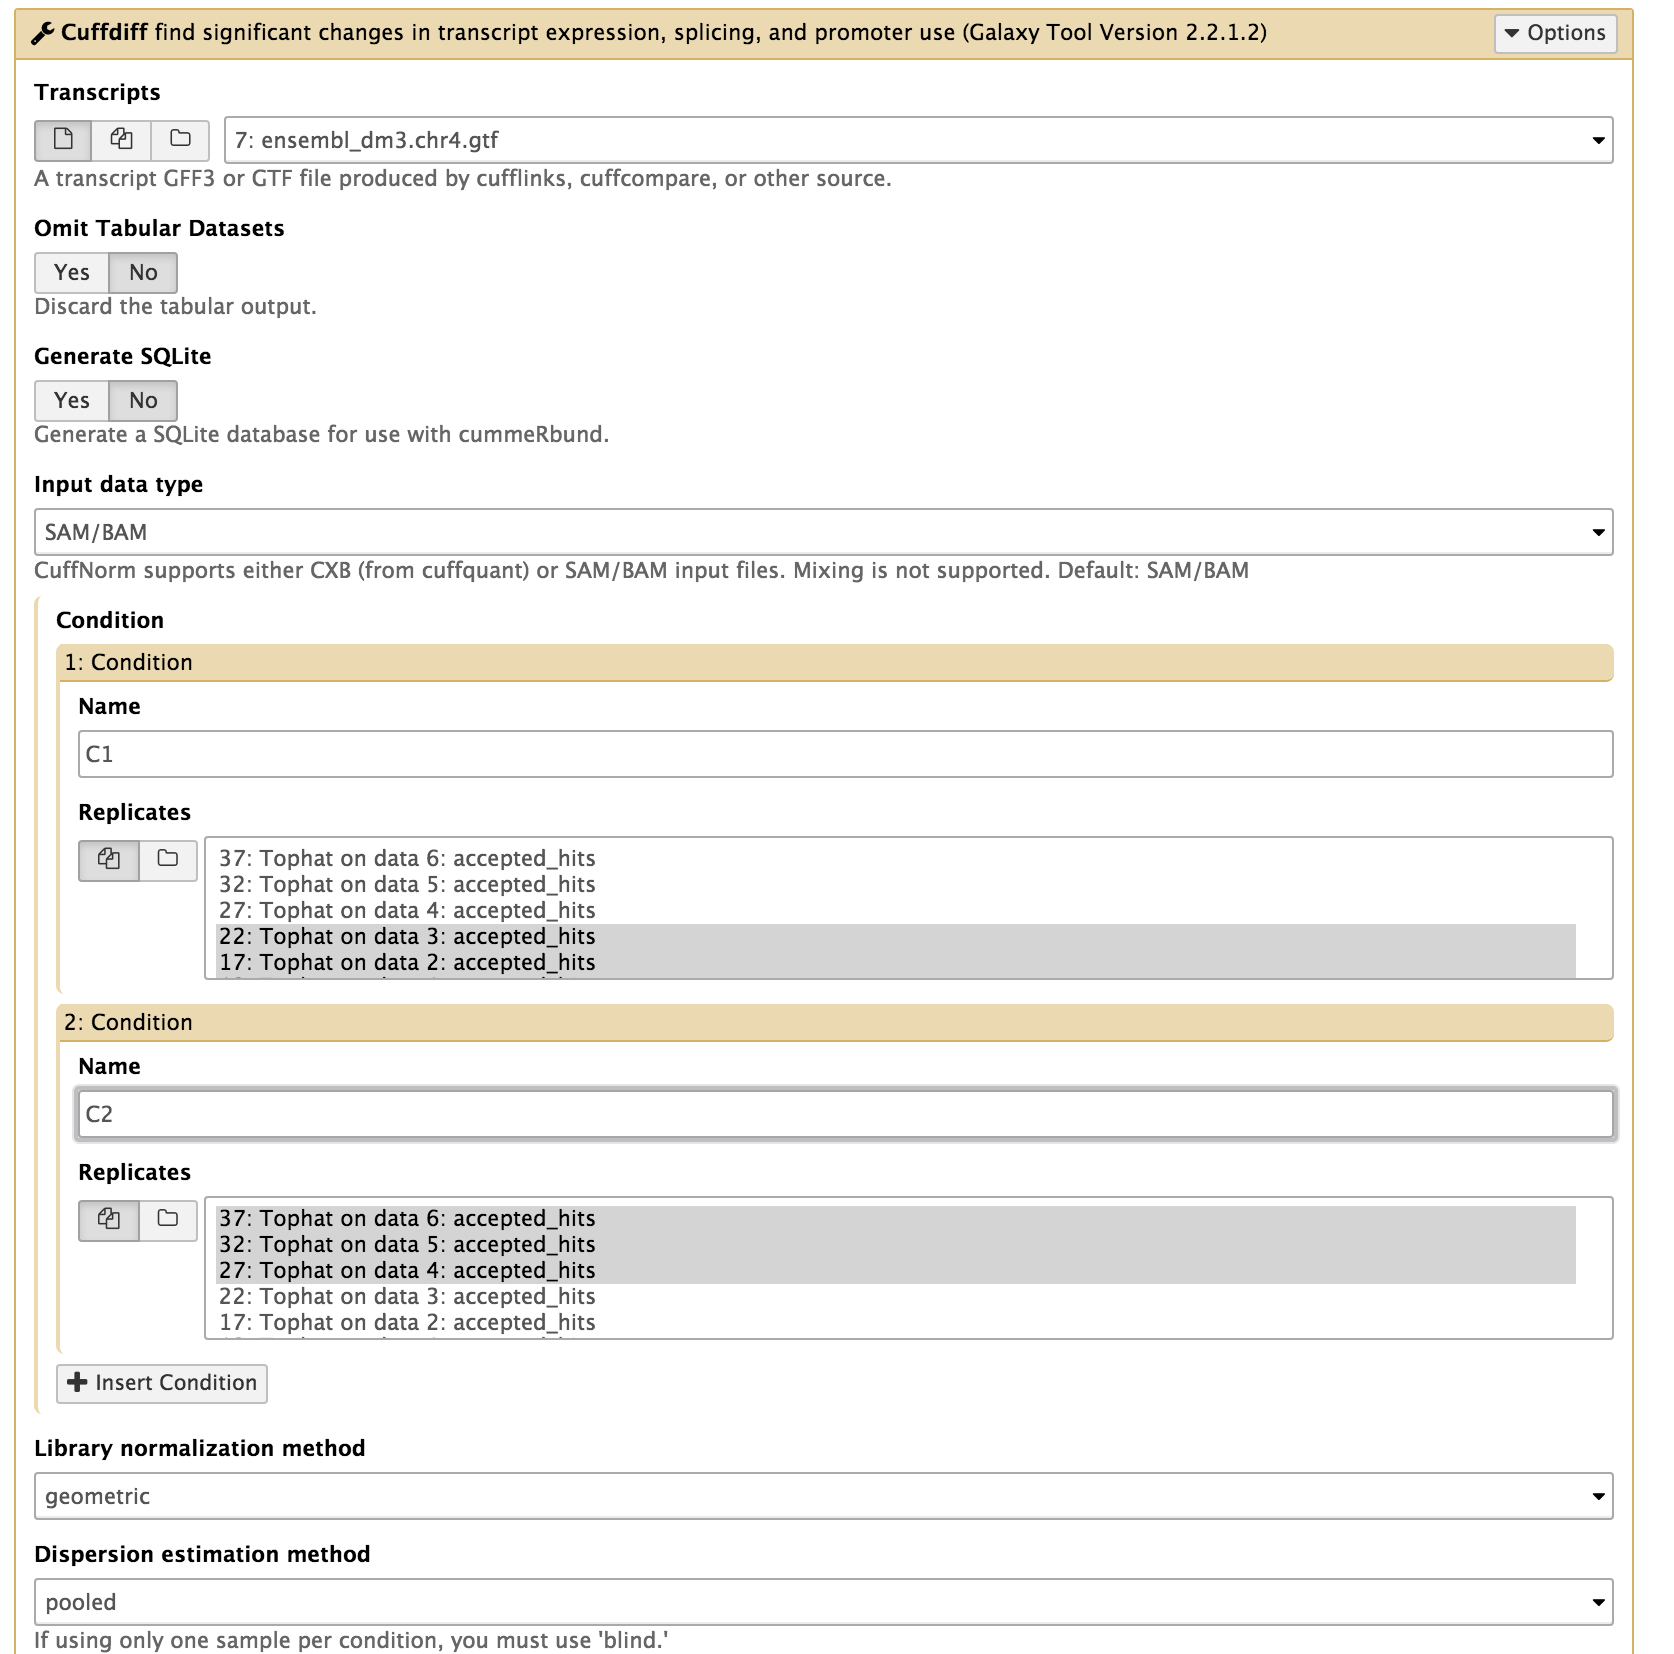 Cuffdiff find significant changes in transcript expression, splicing, and promoter use (Galaxy Tool Version 2.2.1.2)
Options
Transcripts
7: ensembl_dm3.chr4.gtf
A transcript GFF3 or GTF file produced by cufflinks, cuffcompare, or other source.
Omit Tabular Datasets
Yes No
Discard the tabular output.
Generate SQLite
Yes No
Generate a SQLite database for use with cummeRbund.
Input data type
SAM/BAM
CuffNorm supports either CXB (from cuffquant) or SAM/BAM input files. Mixing is not supported. Default: SAM/BAM
Condition
1: Condition
Name
C1
Replicates
37: Tophat on data 6: accepted_hits
32: Tophat on data 5: accepted_hits
27: Tophat on data 4: accepted_hits
22: Tophat on data 3: accepted_hits
17: Tophat on data 2: accepted_hits
2: Condition
Name
C2
Replicates
37: Tophat on data 6: accepted_hits
32: Tophat on data 5: accepted_hits
27: Tophat on data 4: accepted_hits
22: Tophat on data 3: accepted_hits
17: Tophat on data 2: accepted_hits
Insert Condition
Library normalization method
geometric
Dispersion estimation method
pooled
If using only one sample per condition, you must use 'blind.'